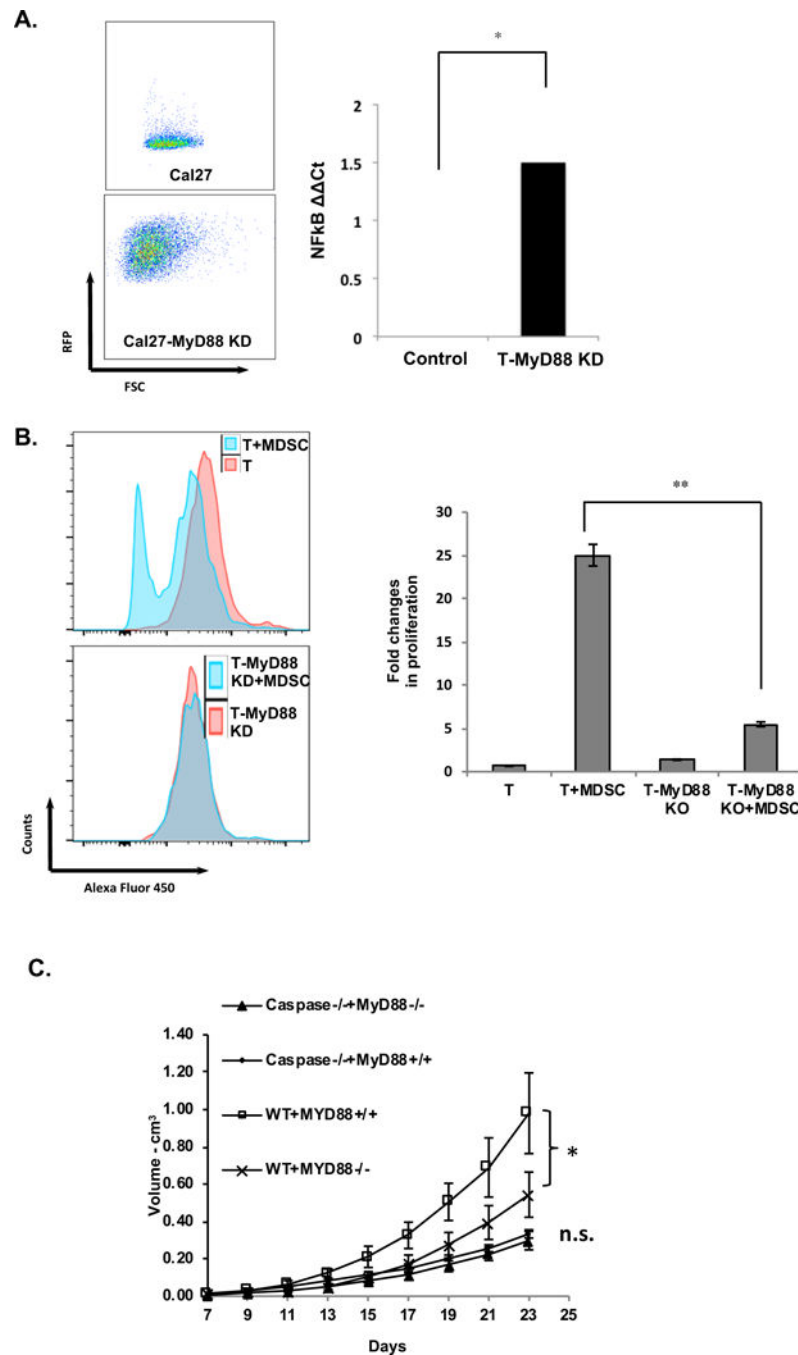 A.
Cal27
Cal27-MyD88 KD
RFP
FSC
*
NFkB ΔΔCt
2
1.5
1
0.5
0
Control
T-MyD88 KD
B.
T+MDSC
T
T-MyD88
KD+MDSC
T-MyD88
KD
Counts
Alexa Fluor 450
**
Fold changes
in proliferation
35
30
25
20
15
10
5
0
T
T+MDSC
T-MyD88
KO
T-MyD88
KO+MDSC
C.
Caspase-/-+MyD88-/-
Caspase-/-+MyD88+/+
WT+MYD88+/+
WT+MYD88-/-
Volume - cm³
1.40
1.20
1.00
0.80
0.60
0.40
0.20
0.00
*
n.s.
7 9 11 13 15 17 19 21 23 25
Days